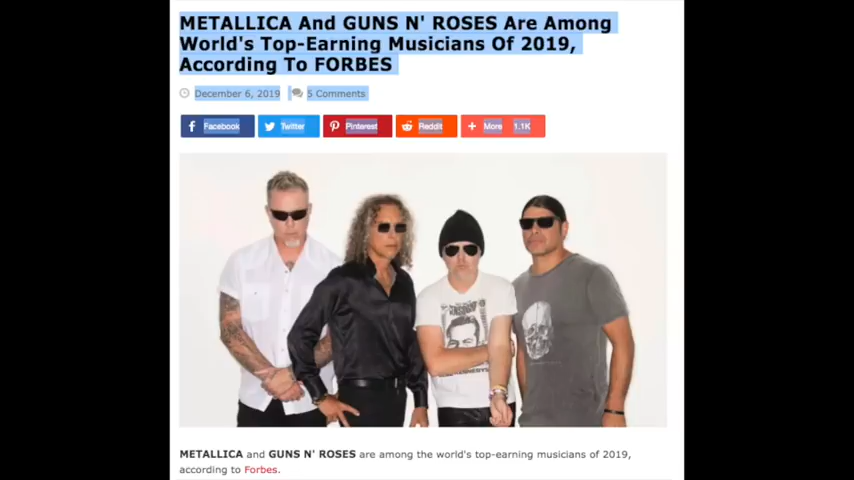 METALLICA And GUNS N' ROSES Are Among
World's Top-Earning Musicians Of 2019,
According To FORBES
December 6, 2019 5 Comments
Facebook Twitter Pinterest Reddit More 1.1K
METALLICA and GUNS N' ROSES are among the world's top-earning musicians of 2019,
according to Forbes.